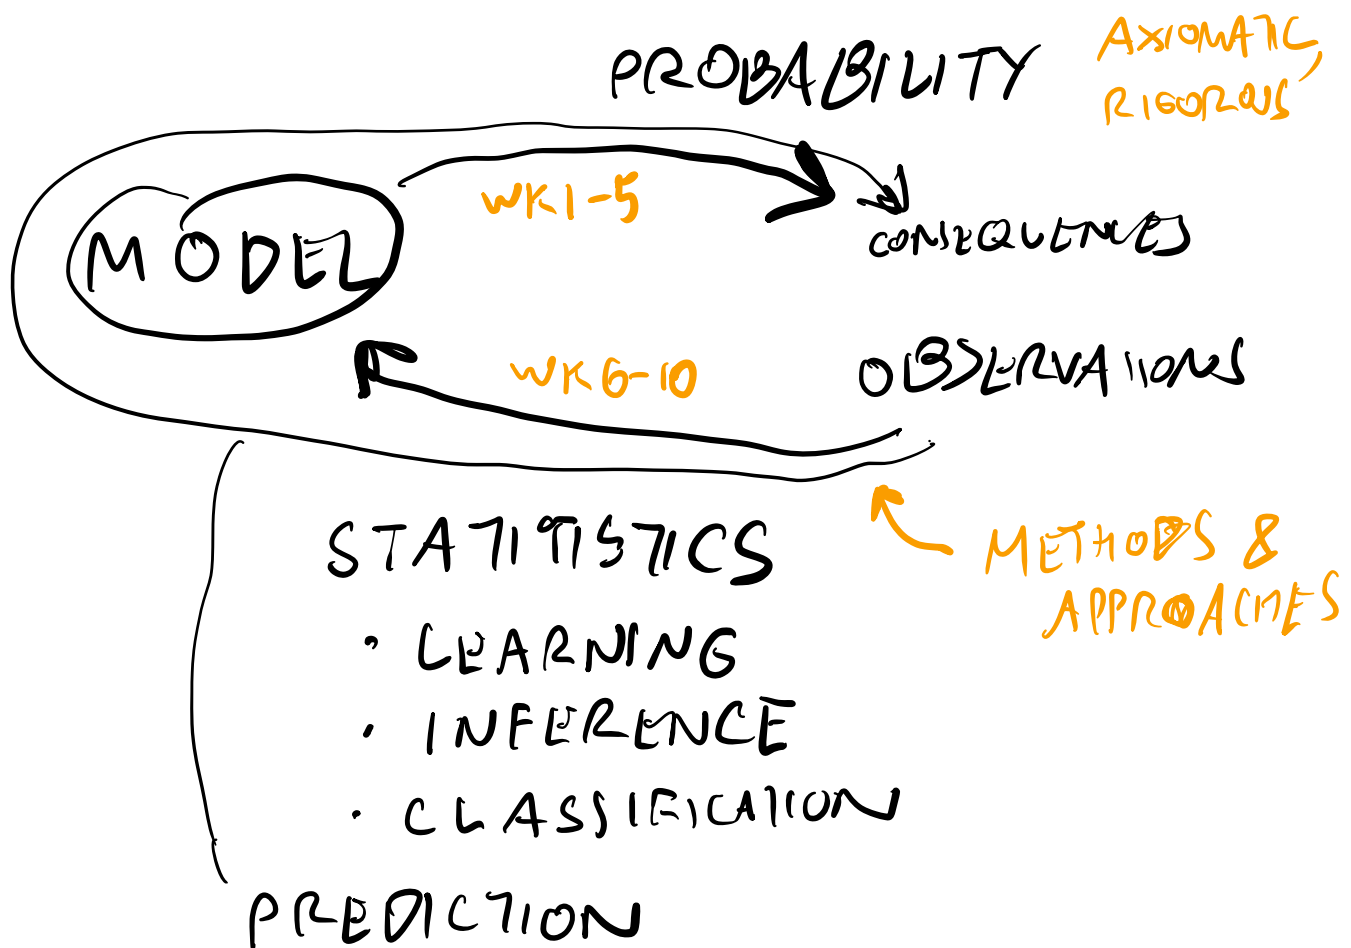 PROBABILITY
AXIOMATIC,
RIGOROUS
WK1-5
MODEL
CONSEQUENCES
OBSERVATIONS
WK6-10
STATISTICS
METHODS &
APPROACHES
• LEARNING
• INFERENCE
• CLASSIFICATION
PREDICTION